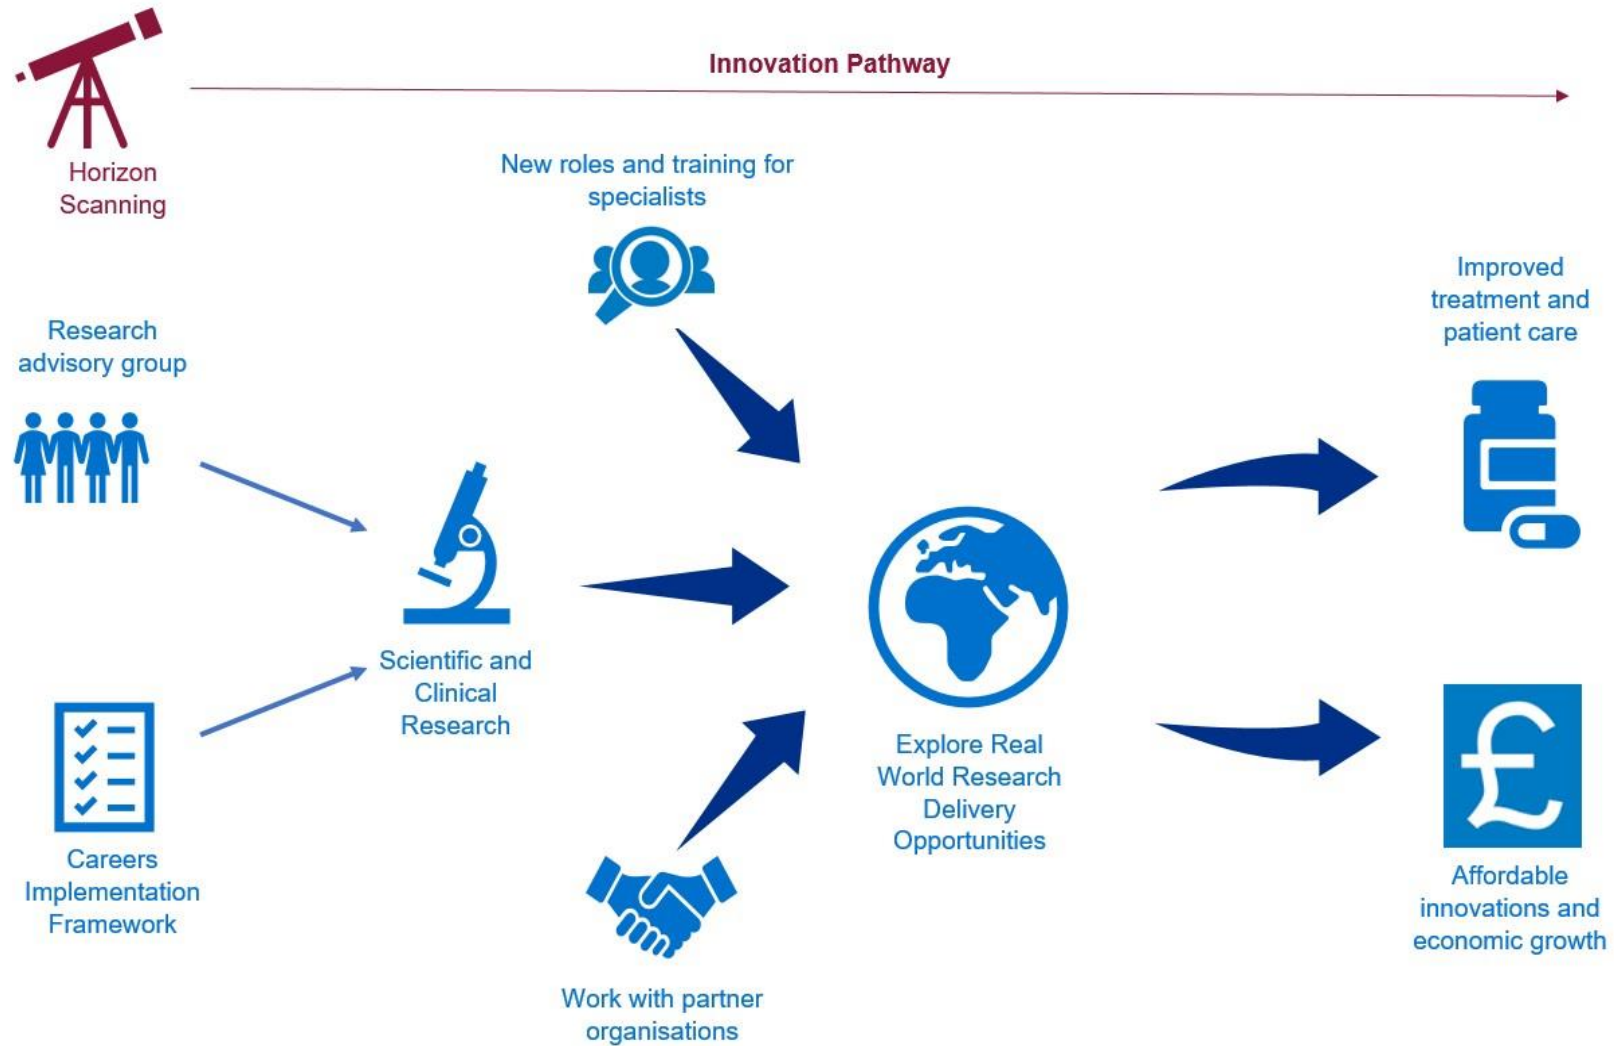 Innovation Pathway
Horizon
Scanning
New roles and training for
specialists
Research
advisory group
Improved
treatment and
patient care
Scientific and
Clinical
Research
Explore Real
World Research
Delivery
Opportunities
Careers
Implementation
Framework
Affordable
innovations and
economic growth
Work with partner
organisations
£